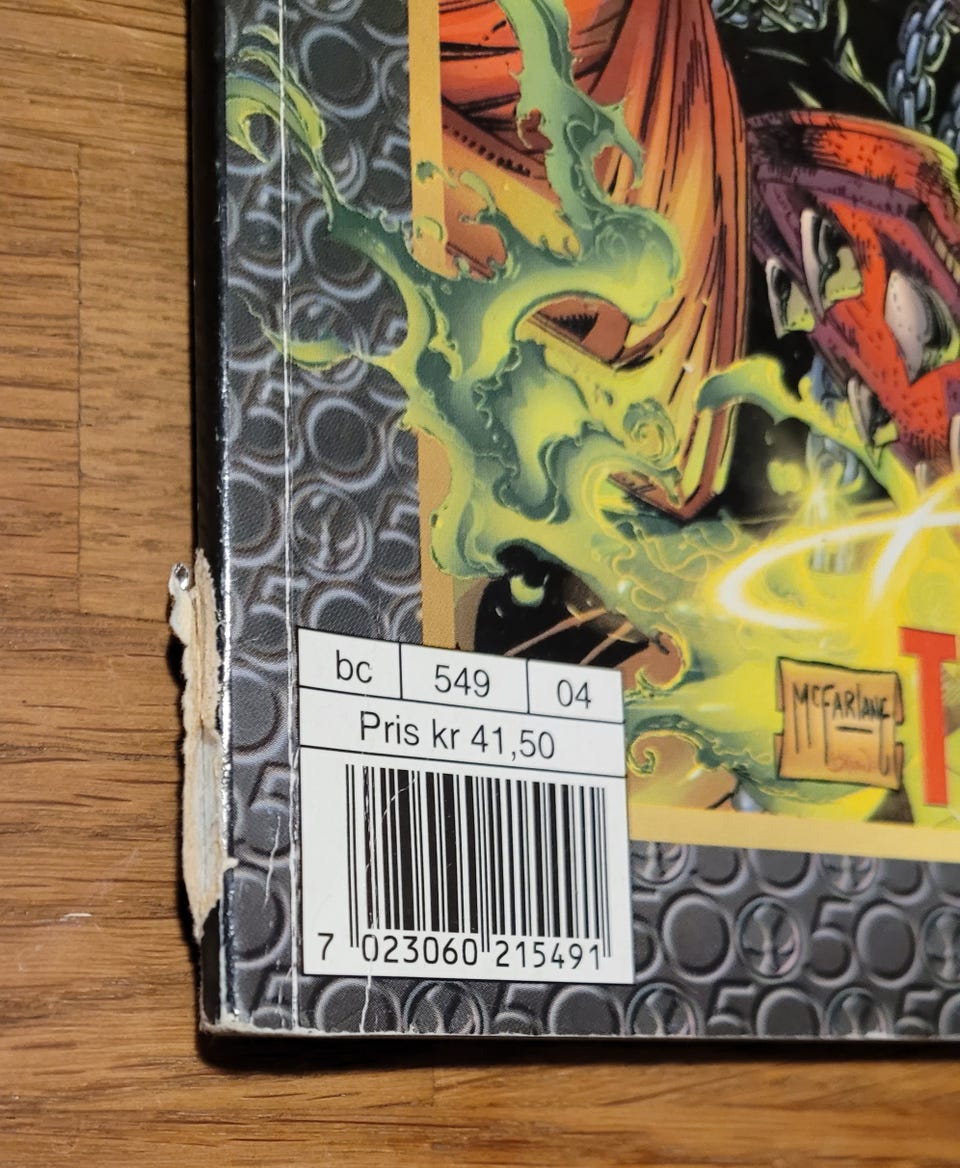 McFARLANE
T
bc 549 04
Pris kr 41,50
7 023060 215491